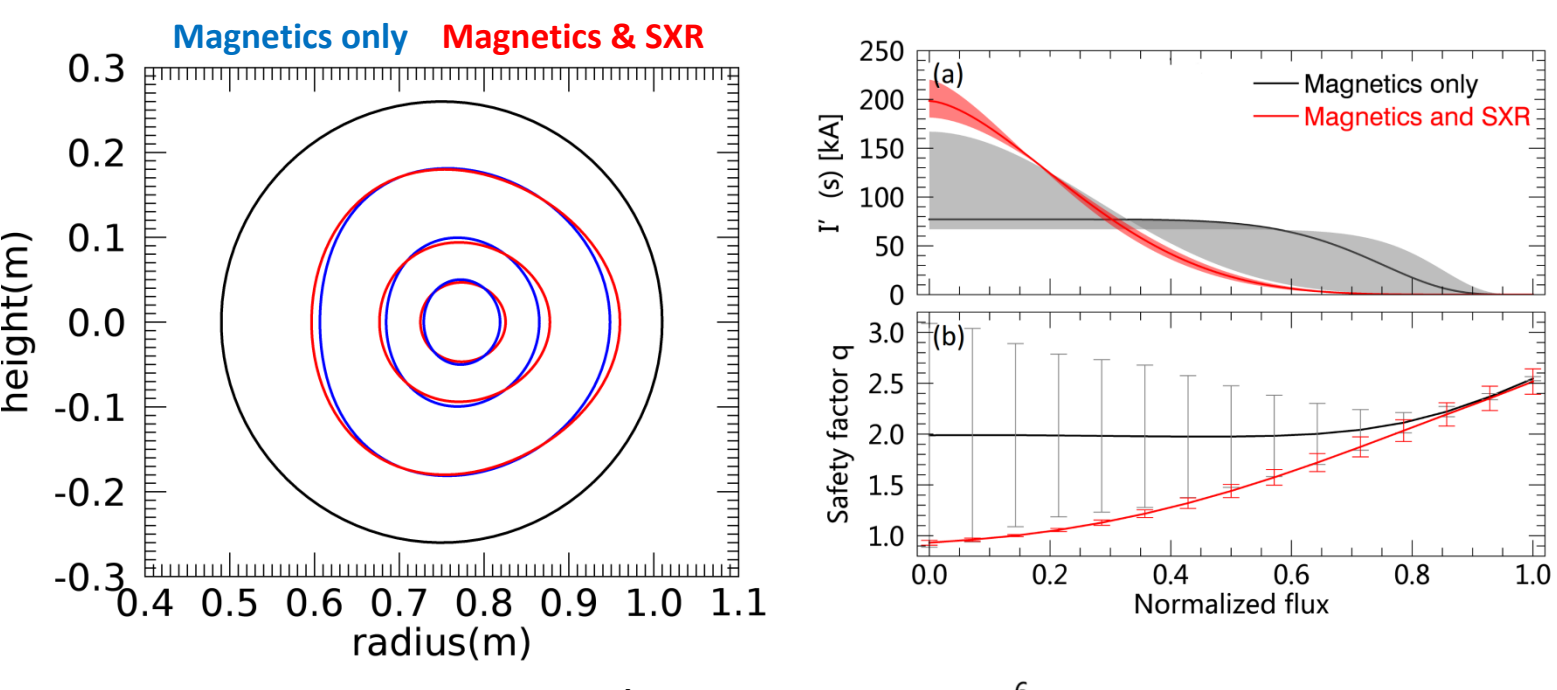 Magnetics only Magnetics & SXR
0.3
0.2
0.1
0.0
-0.1
-0.2
-0.3
height(m)
0.4 0.5 0.6 0.7 0.8 0.9 1.0 1.1
radius(m)
(a)
Magnetics only
Magnetics and SXR
250
200
150
100
50
0
I′ (s) [kA]
(b)
3.0
2.5
2.0
1.5
1.0
Safety factor q
0.0 0.2 0.4 0.6 0.8 1.0
Normalized flux